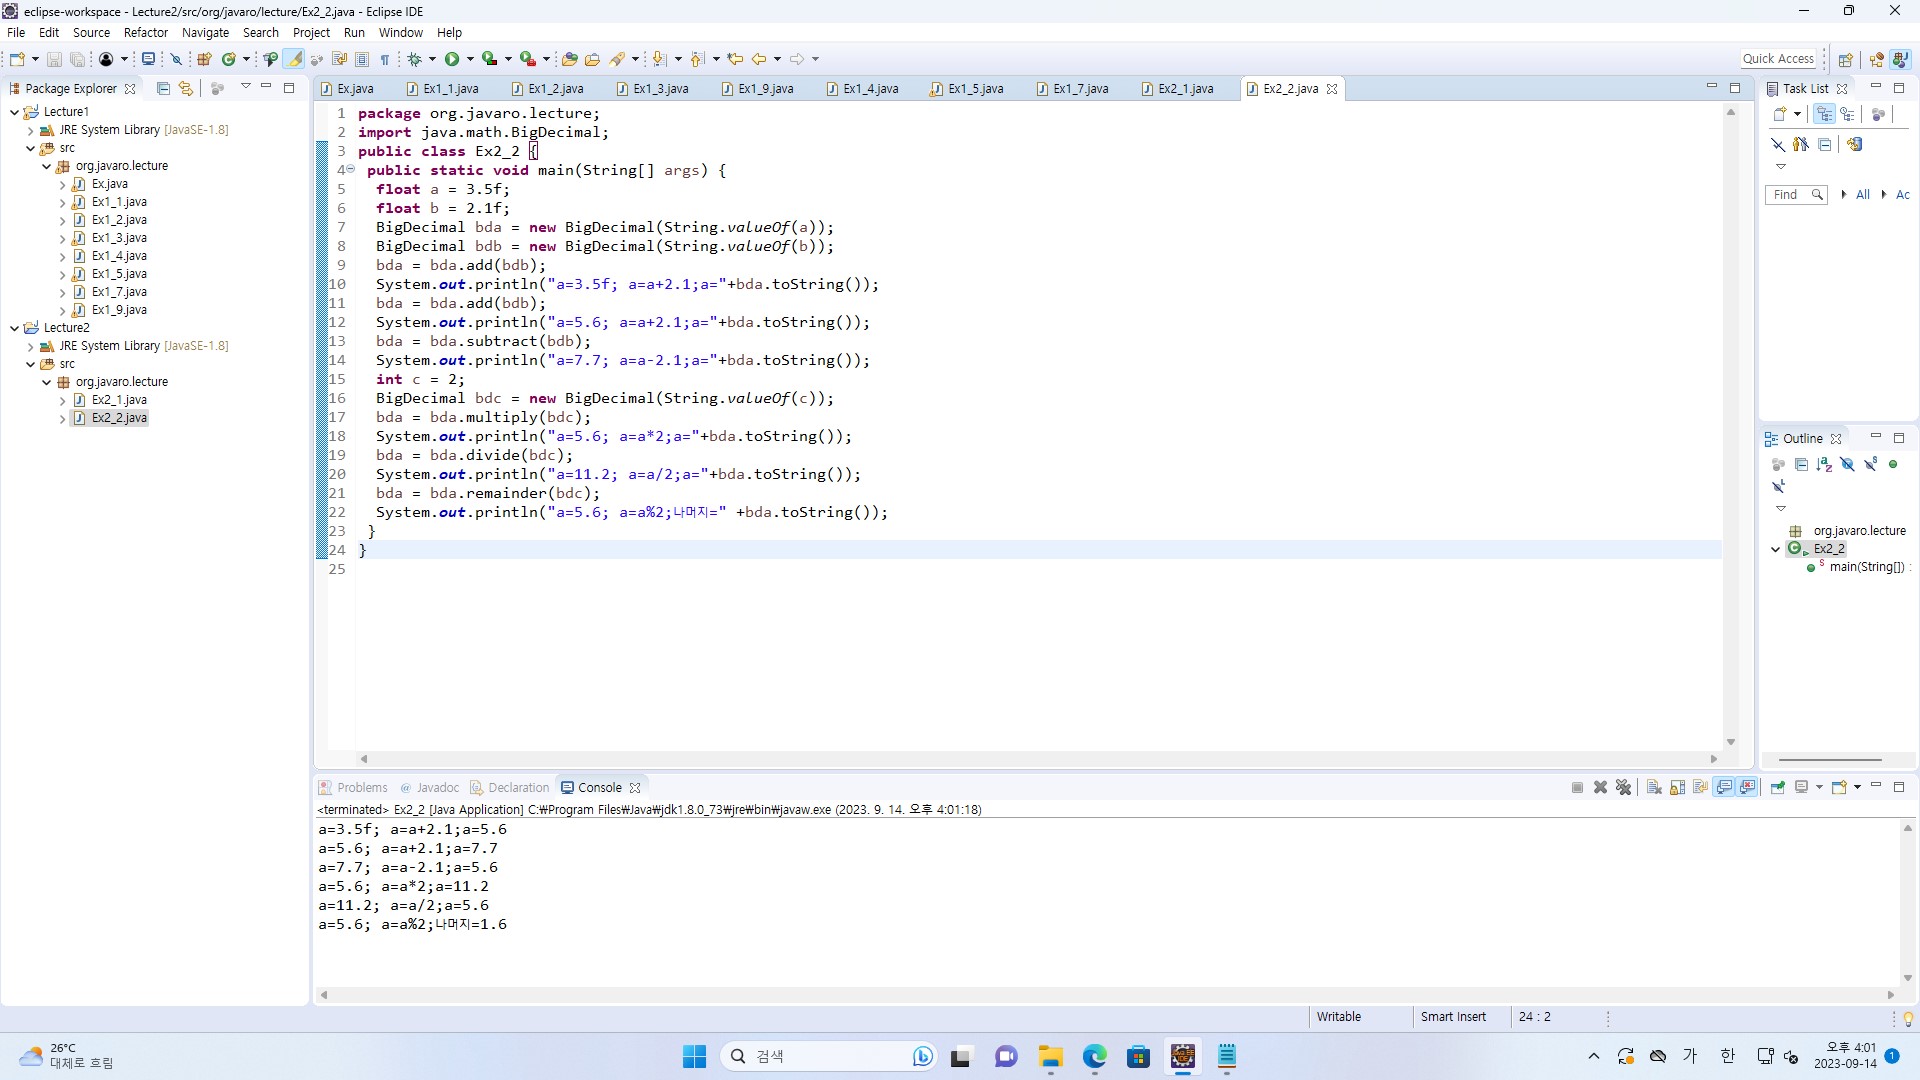 eclipse-workspace - Lecture2/src/org/javaro/lecture/Ex2_2.java - Eclipse IDE
File Edit Source Refactor Navigate Search Project Run Window Help
Quick Access
Package Explorer
Lecture1
JRE System Library [JavaSE-1.8]
src
org.javaro.lecture
Ex.java
Ex1_1.java
Ex1_2.java
Ex1_3.java
Ex1_4.java
Ex1_5.java
Ex1_7.java
Ex1_9.java
Lecture2
JRE System Library [JavaSE-1.8]
src
org.javaro.lecture
Ex2_1.java
Ex2_2.java
Ex.java Ex1_1.java Ex1_2.java Ex1_3.java Ex1_9.java Ex1_4.java Ex1_5.java Ex1_7.java Ex2_1.java Ex2_2.java
1 package org.javaro.lecture;
2 import java.math.BigDecimal;
3 public class Ex2_2 {
4 public static void main(String[] args) {
5 float a = 3.5f;
6 float b = 2.1f;
7 BigDecimal bda = new BigDecimal(String.valueOf(a));
8 BigDecimal bdb = new BigDecimal(String.valueOf(b));
9 bda = bda.add(bdb);
10 System.out.println("a=3.5f; a=a+2.1;a="+bda.toString());
11 bda = bda.add(bdb);
12 System.out.println("a=5.6; a=a+2.1;a="+bda.toString());
13 bda = bda.subtract(bdb);
14 System.out.println("a=7.7; a=a-2.1;a="+bda.toString());
15 int c = 2;
16 BigDecimal bdc = new BigDecimal(String.valueOf(c));
17 bda = bda.multiply(bdc);
18 System.out.println("a=5.6; a=a*2;a="+bda.toString());
19 bda = bda.divide(bdc);
20 System.out.println("a=11.2; a=a/2;a="+bda.toString());
21 bda = bda.remainder(bdc);
22 System.out.println("a=5.6; a=a%2;나머지=" +bda.toString());
23 }
24 }
25
Task List
Find All Ac
Outline
org.javaro.lecture
Ex2_2
main(String[]) :
Problems @ Javadoc Declaration Console
<terminated> Ex2_2 [Java Application] C:₩Program Files₩Java₩jdk1.8.0_73₩jre₩bin₩javaw.exe (2023. 9. 14. 오후 4:01:18)
a=3.5f; a=a+2.1;a=5.6
a=5.6; a=a+2.1;a=7.7
a=7.7; a=a-2.1;a=5.6
a=5.6; a=a*2;a=11.2
a=11.2; a=a/2;a=5.6
a=5.6; a=a%2;나머지=1.6
Writable Smart Insert 24 : 2
26°C
대체로 흐림
검색
가 한
오후 4:01
2023-09-14
1